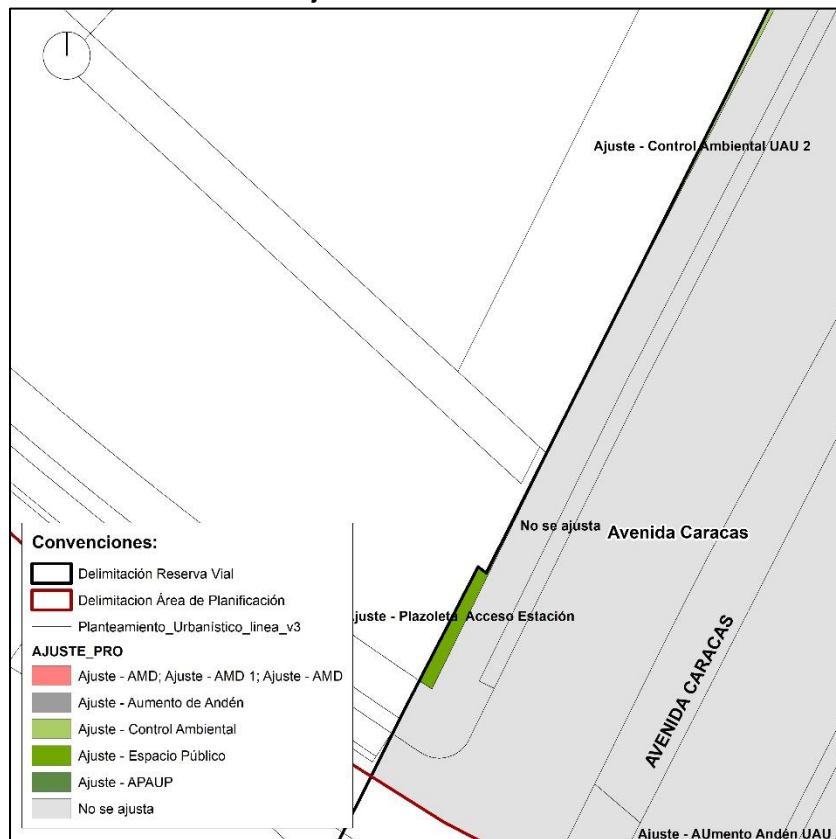 Ajuste - Control Ambiental UAU 2
No se ajusta
Avenida Caracas
juste - Plazoleta Acceso Estación
AVENIDA CARACAS
Ajuste - AUmento Andén UAU
Convenciones:
Delimitación Reserva Vial
Delimitacion Área de Planificación
Planteamiento_Urbanístico_linea_v3
AJUSTE_PRO
Ajuste - AMD; Ajuste - AMD 1; Ajuste - AMD
Ajuste - Aumento de Andén
Ajuste - Control Ambiental
Ajuste - Espacio Público
Ajuste - APAUP
No se ajusta